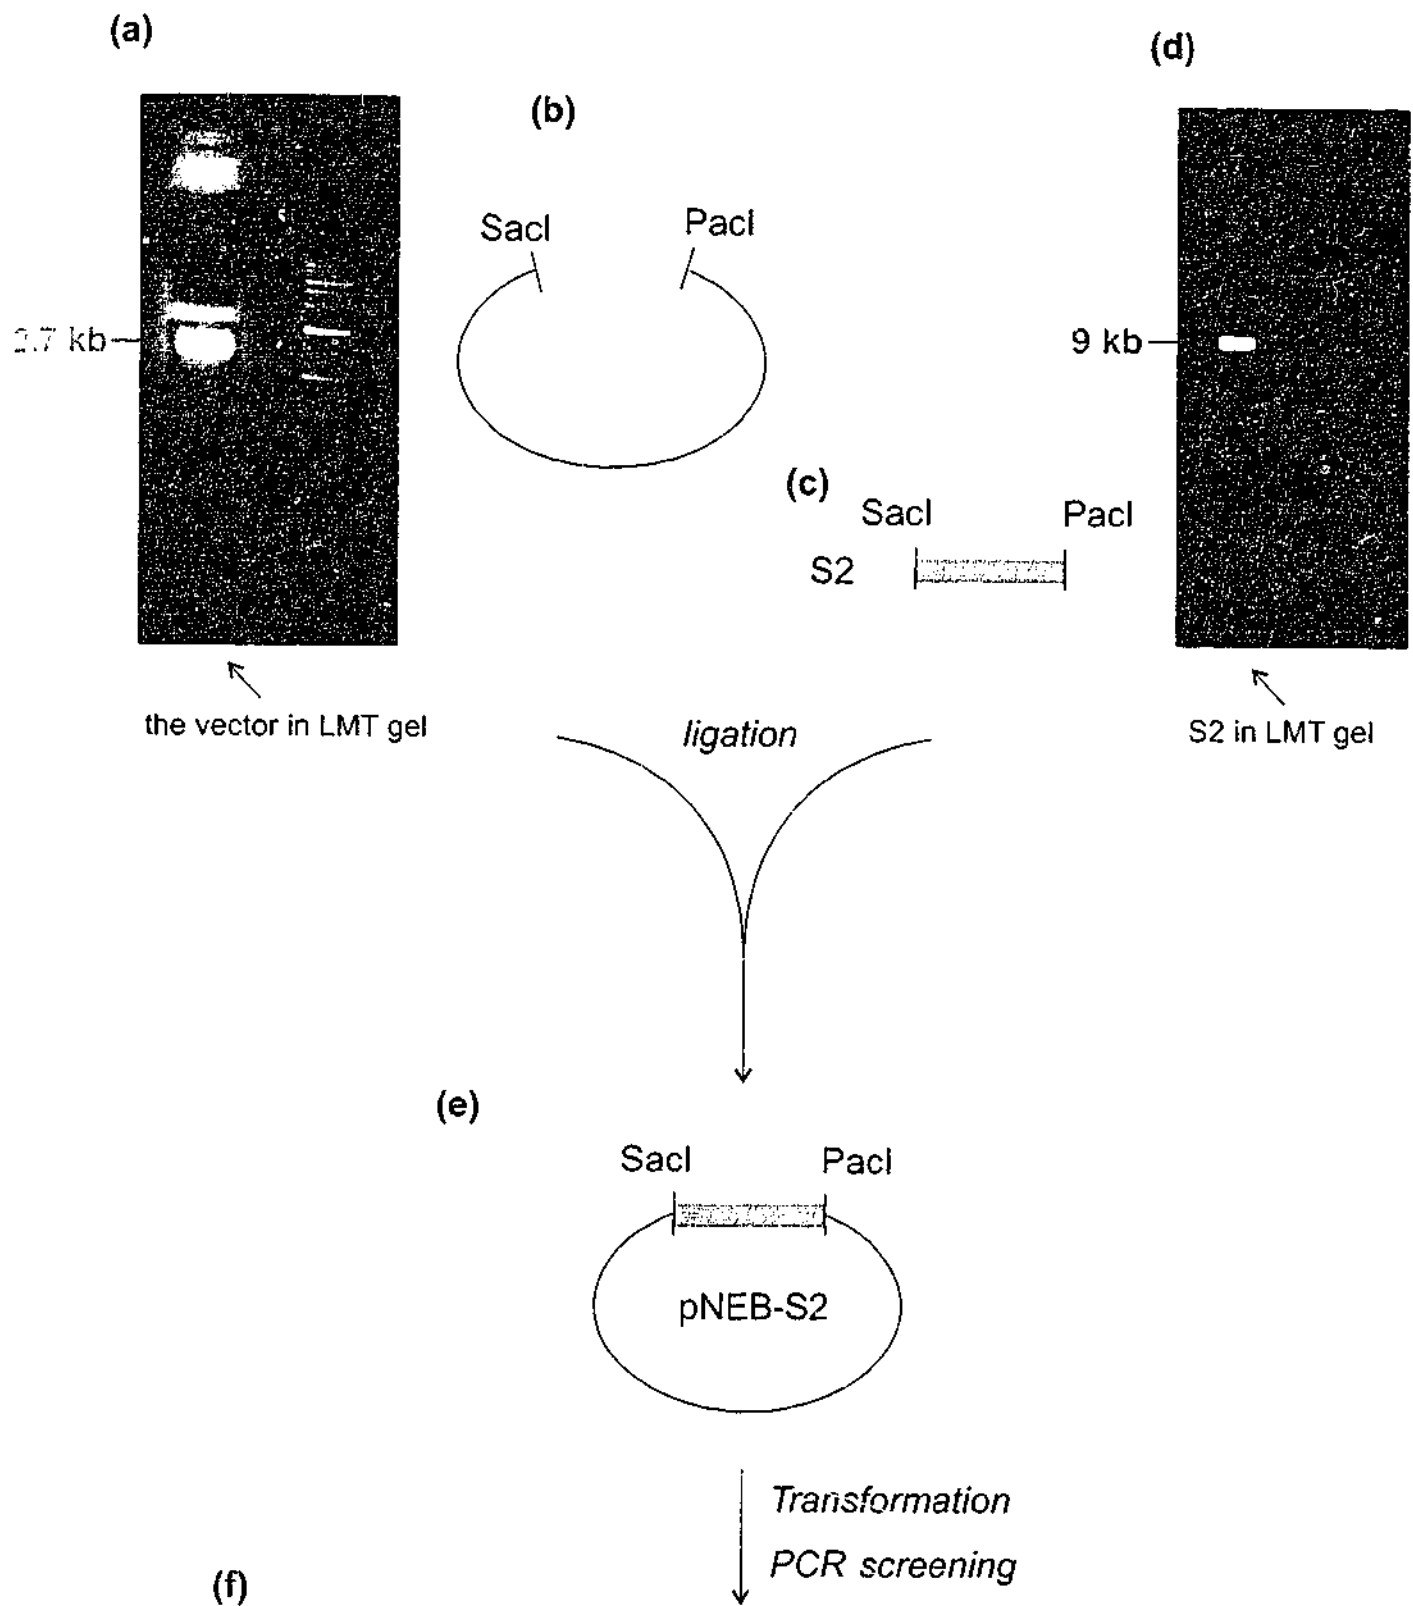 (a)
(d)
(b)
SacI
PacI
kb
9 kb
(c)
SacI
PacI
S2
the vector in LMT gel
ligation
S2 in LMT gel
(e)
SacI
PacI
pNEB-S2
Transformation
PCR screening
(f)